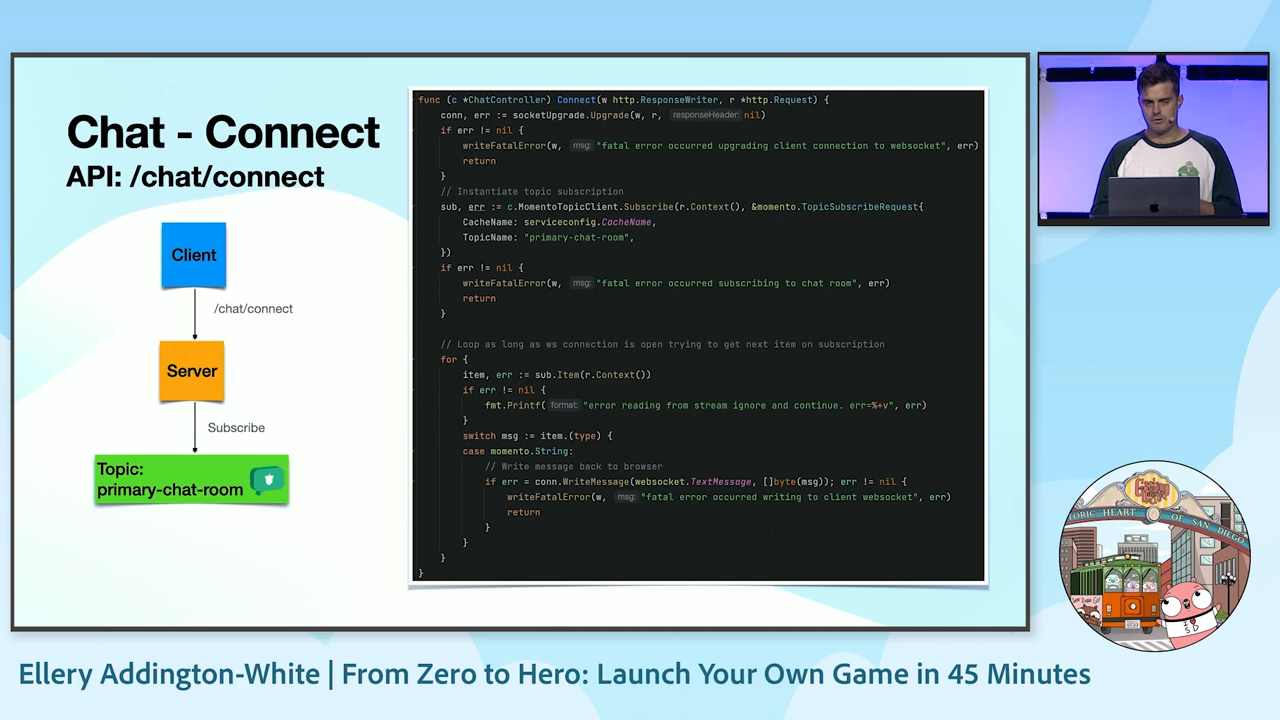 Chat - Connect
API: /chat/connect
Client
/chat/connect
Server
Subscribe
Topic:
primary-chat-room
func (c *ChatController) Connect(w http.ResponseWriter, r *http.Request) {
conn, err := socketUpgrade.Upgrade(w, r, responseHeader: nil)
if err != nil {
writeFatalError(w, msg: "fatal error occurred upgrading client connection to websocket", err)
return
}
// Instantiate topic subscription
sub, err := c.MomentoTopicClient.Subscribe(r.Context(), &momento.TopicSubscribeRequest{
CacheName: serviceconfig.CacheName,
TopicName: "primary-chat-room",
})
if err != nil {
writeFatalError(w, msg: "fatal error occurred subscribing to chat room", err)
return
}
// Loop as long as ws connection is open trying to get next item on subscription
for {
item, err := sub.Item(r.Context())
if err != nil {
fmt.Printf( format: "error reading from stream ignore and continue. err=%+v", err)
}
switch msg := item.(type) {
case momento.String:
// Write message back to browser
if err = conn.WriteMessage(websocket.TextMessage, []byte(msg)); err != nil {
writeFatalError(w, msg: "fatal error occurred writing to client websocket", err)
return
}
}
}
}
HISTORIC HEART OF SAN DIEGO
Ellery Addington-White | From Zero to Hero: Launch Your Own Game in 45 Minutes